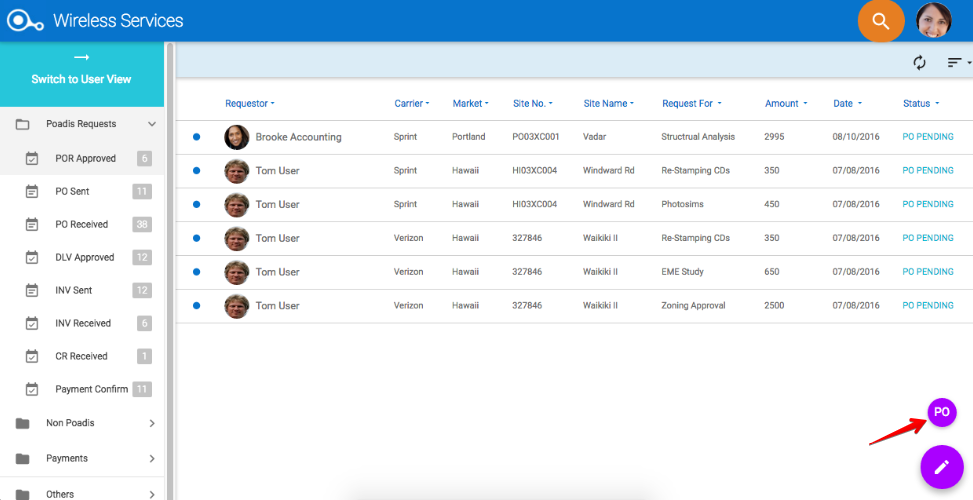 Wireless Services
Switch to User View
Poadis Requests
POR Approved 6
PO Sent 11
PO Received 38
DLV Approved 12
INV Sent 12
INV Received 6
CR Received 1
Payment Confirm 11
Non Poadis
Payments
Others
Requestor Carrier Market Site No. Site Name Request For Amount Date Status
Brooke Accounting Sprint Portland PO03XC001 Vadar Structrual Analysis 2995 08/10/2016 PO PENDING
Tom User Sprint Hawaii HI03XC004 Windward Rd Re-Stamping CDs 350 07/08/2016 PO PENDING
Tom User Sprint Hawaii HI03XC004 Windward Rd Photosims 450 07/08/2016 PO PENDING
Tom User Verizon Hawaii 327846 Waikiki II Re-Stamping CDs 350 07/08/2016 PO PENDING
Tom User Verizon Hawaii 327846 Waikiki II EME Study 650 07/08/2016 PO PENDING
Tom User Verizon Hawaii 327846 Waikiki II Zoning Approval 2500 07/08/2016 PO PENDING
PO